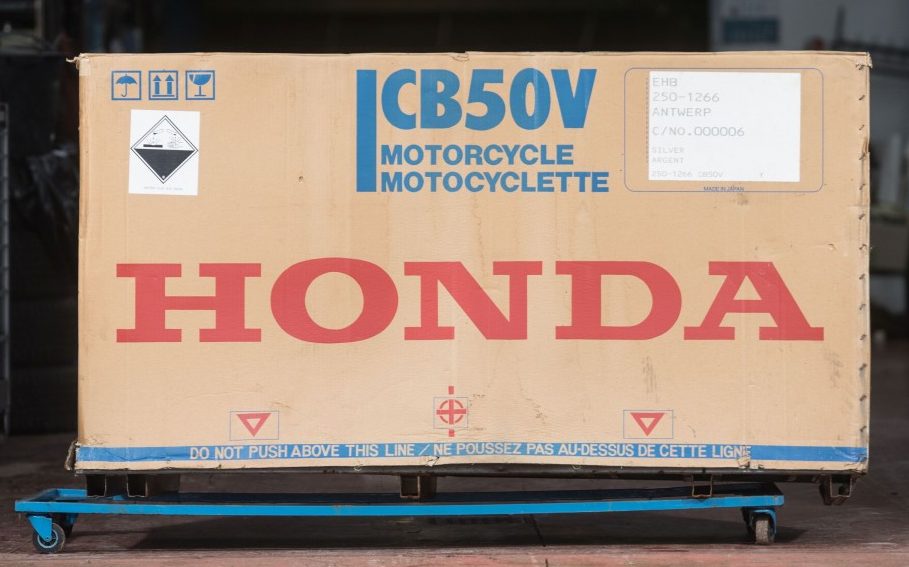 CB50V
MOTORCYCLE
MOTOCYCLETTE
EHB
250-1266
ANTWERP
C/NO.000006
SILVER
ARGENT
250-1266 CB50V
MADE IN JAPAN
HONDA
DO NOT PUSH ABOVE THIS LINE / NE POUSSEZ PAS AU-DESSUS DE CETTE LIGNE